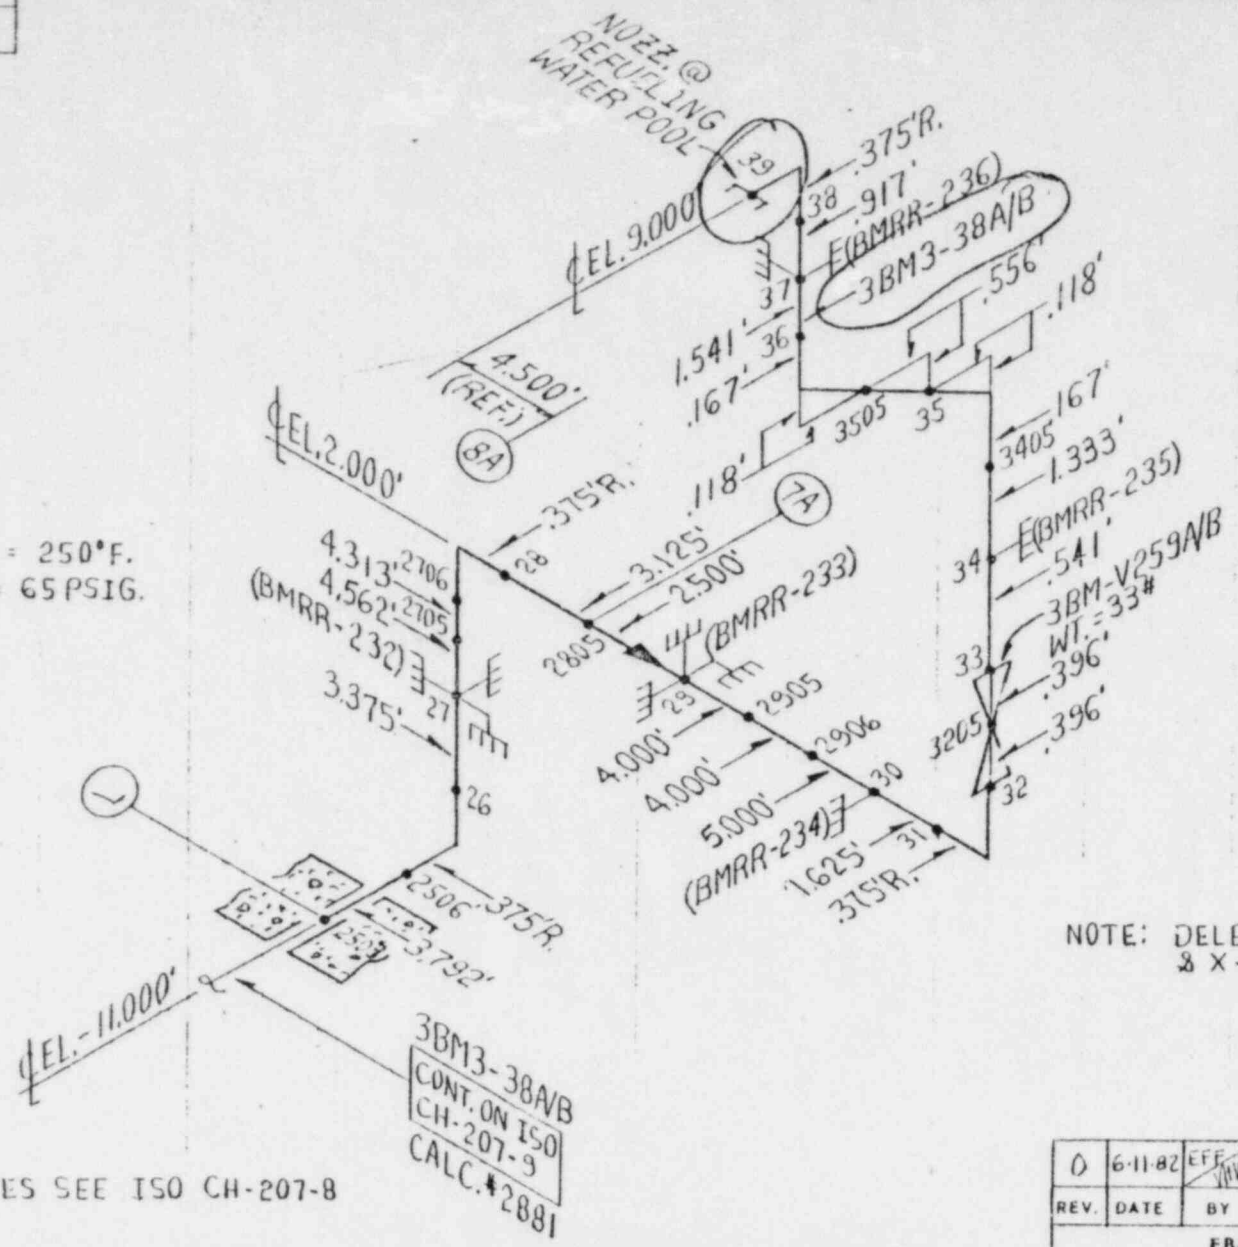 NOZZ. @
REFUELING
WATER POOL
39
.375'R.
38
.917'
E(BMRR-236)
3BM3-38A/B
.556'
.118'
℄EL. 9.000'
37
1.541'
36
.167'
4.500'
(REF.)
8A
3505
35
.167'
3405
1.333'
.118'
7A
E(BMRR-235)
34
.541'
3BM-V259A/B
WT.=33#
33
.396'
3205
.396'
32
℄EL. 2.000'
.375'R.
28
3.125'
2.500'
(BMRR-233)
= 250°F.
65 PSIG.
4.313'
2706
4.562'
2705
(BMRR-232)
27
3.375'
26
2805
29
2905
4.000'
2906
4.000'
30
5.000'
(BMRR-234)
31
1.625'
.375'R.
2506
.375'R.
3.792'
℄EL.-11.000'
3BM3-38A/B
CONT. ON ISO
CH-207-9
CALC.#2881
NOTE: DELE
& X-
ES SEE ISO CH-207-8
0 6-11-82 EFF
REV. DATE BY
EB